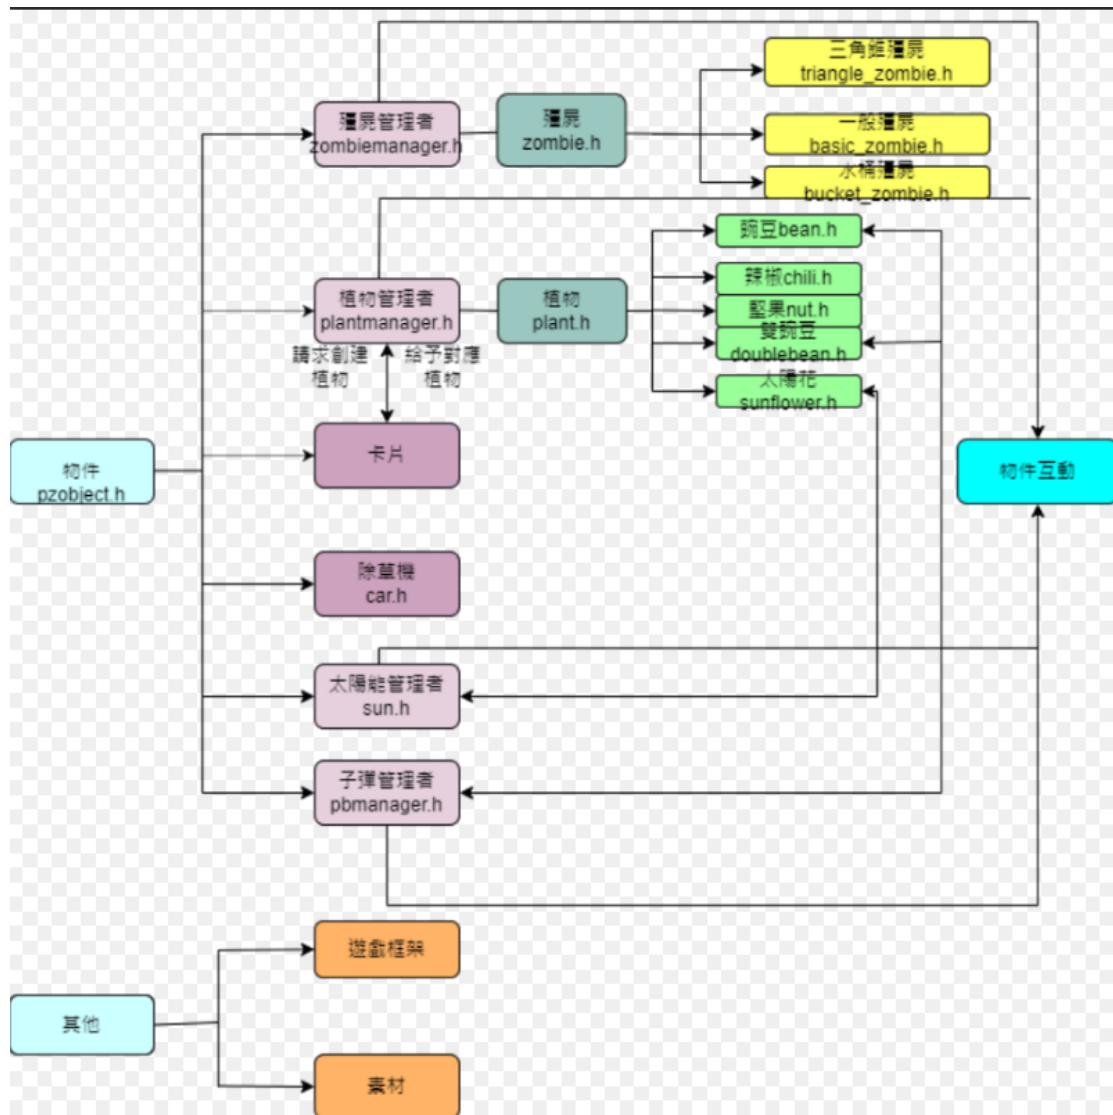 三角錐殭屍
triangle_zombie.h
殭屍管理者
zombiemanager.h
殭屍
zombie.h
一般殭屍
basic_zombie.h
水桶殭屍
bucket_zombie.h
豌豆bean.h
辣椒chili.h
植物管理者
plantmanager.h
植物
plant.h
堅果nut.h
雙豌豆
doublebean.h
請求創建
植物
給予對應
植物
太陽花
sunflower.h
卡片
物件
pzobject.h
物件互動
除草機
car.h
太陽能管理者
sun.h
子彈管理者
pbmanager.h
遊戲框架
其他
素材